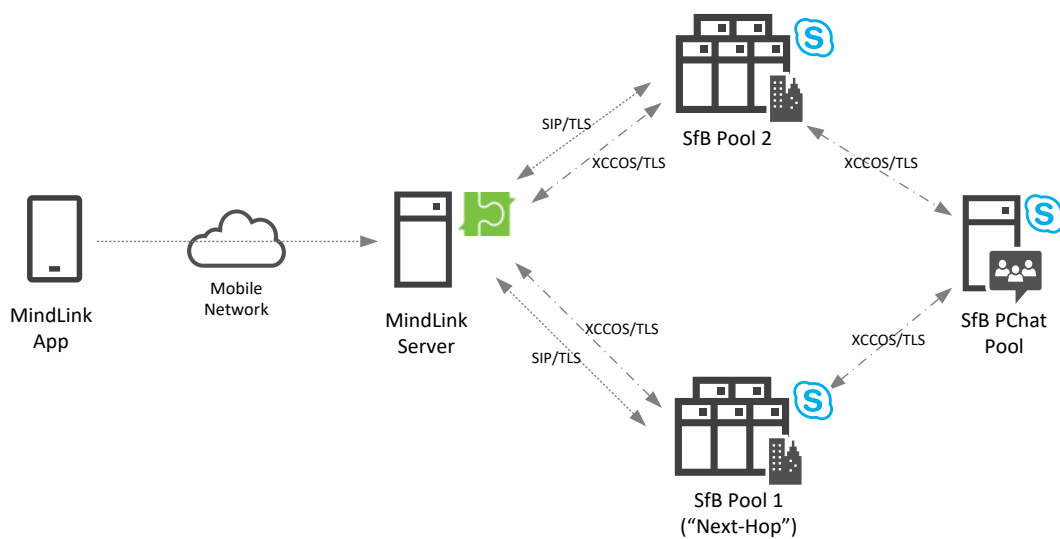 S
SfB Pool 2
SIP/TLS
XCCOS/TLS
XCCOS/TLS
S
Mobile
Network
MindLink
App
MindLink
Server
SfB PChat
Pool
XCCOS/TLS
SIP/TLS
XCCOS/TLS
S
SfB Pool 1
(“Next-Hop”)